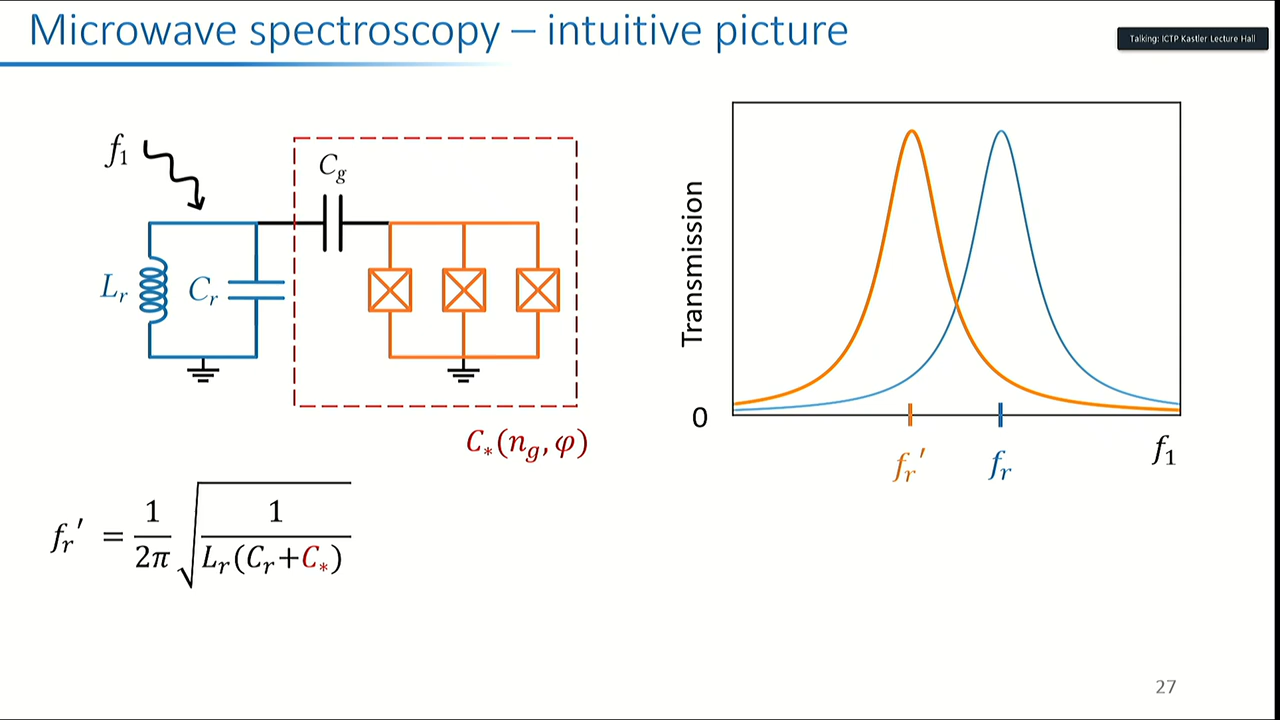 Microwave spectroscopy – intuitive picture
Talking: ICTP Kastler Lecture Hall
f₁
C_g
L_r
C_r
C_*(n_g, φ)
f_r′ = 1/2π √(1/L_r(C_r+C_*))
Transmission
0
f_r′
f_r
f₁
27